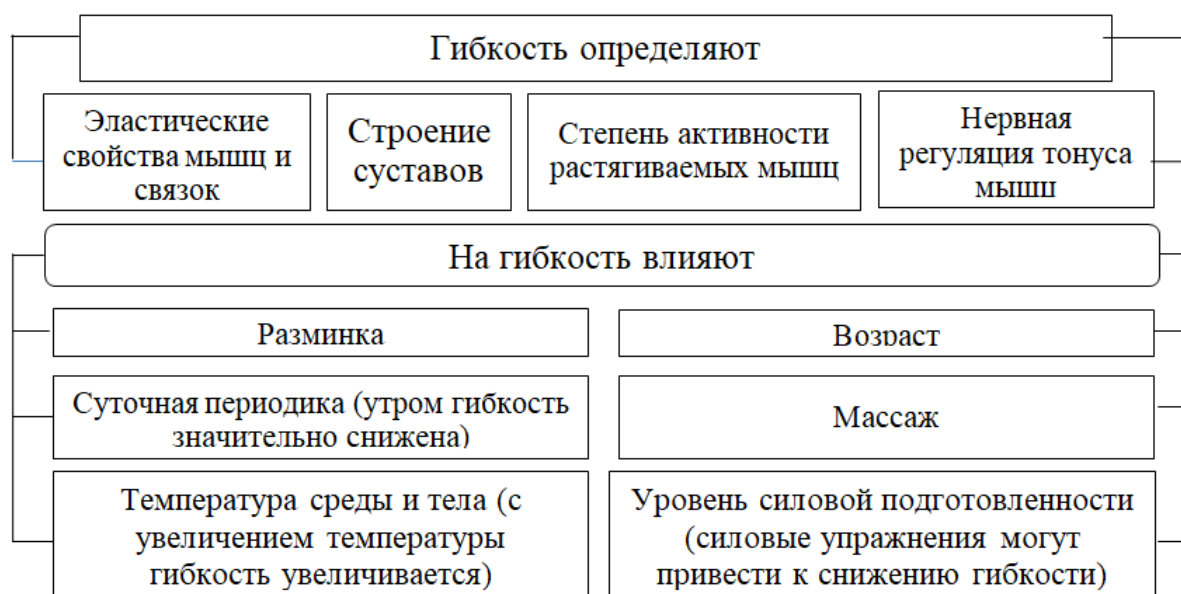 Гибкость определяют
Эластические
свойства мышц и
связок
Строение
суставов
Степень активности
растягиваемых мышц
Нервная
регуляция тонуса
мышц
На гибкость влияют
Разминка
Возраст
Суточная периодика (утром гибкость
значительно снижена)
Массаж
Температура среды и тела (с
увеличением температуры
гибкость увеличивается)
Уровень силовой подготовленности
(силовые упражнения могут
привести к снижению гибкости)